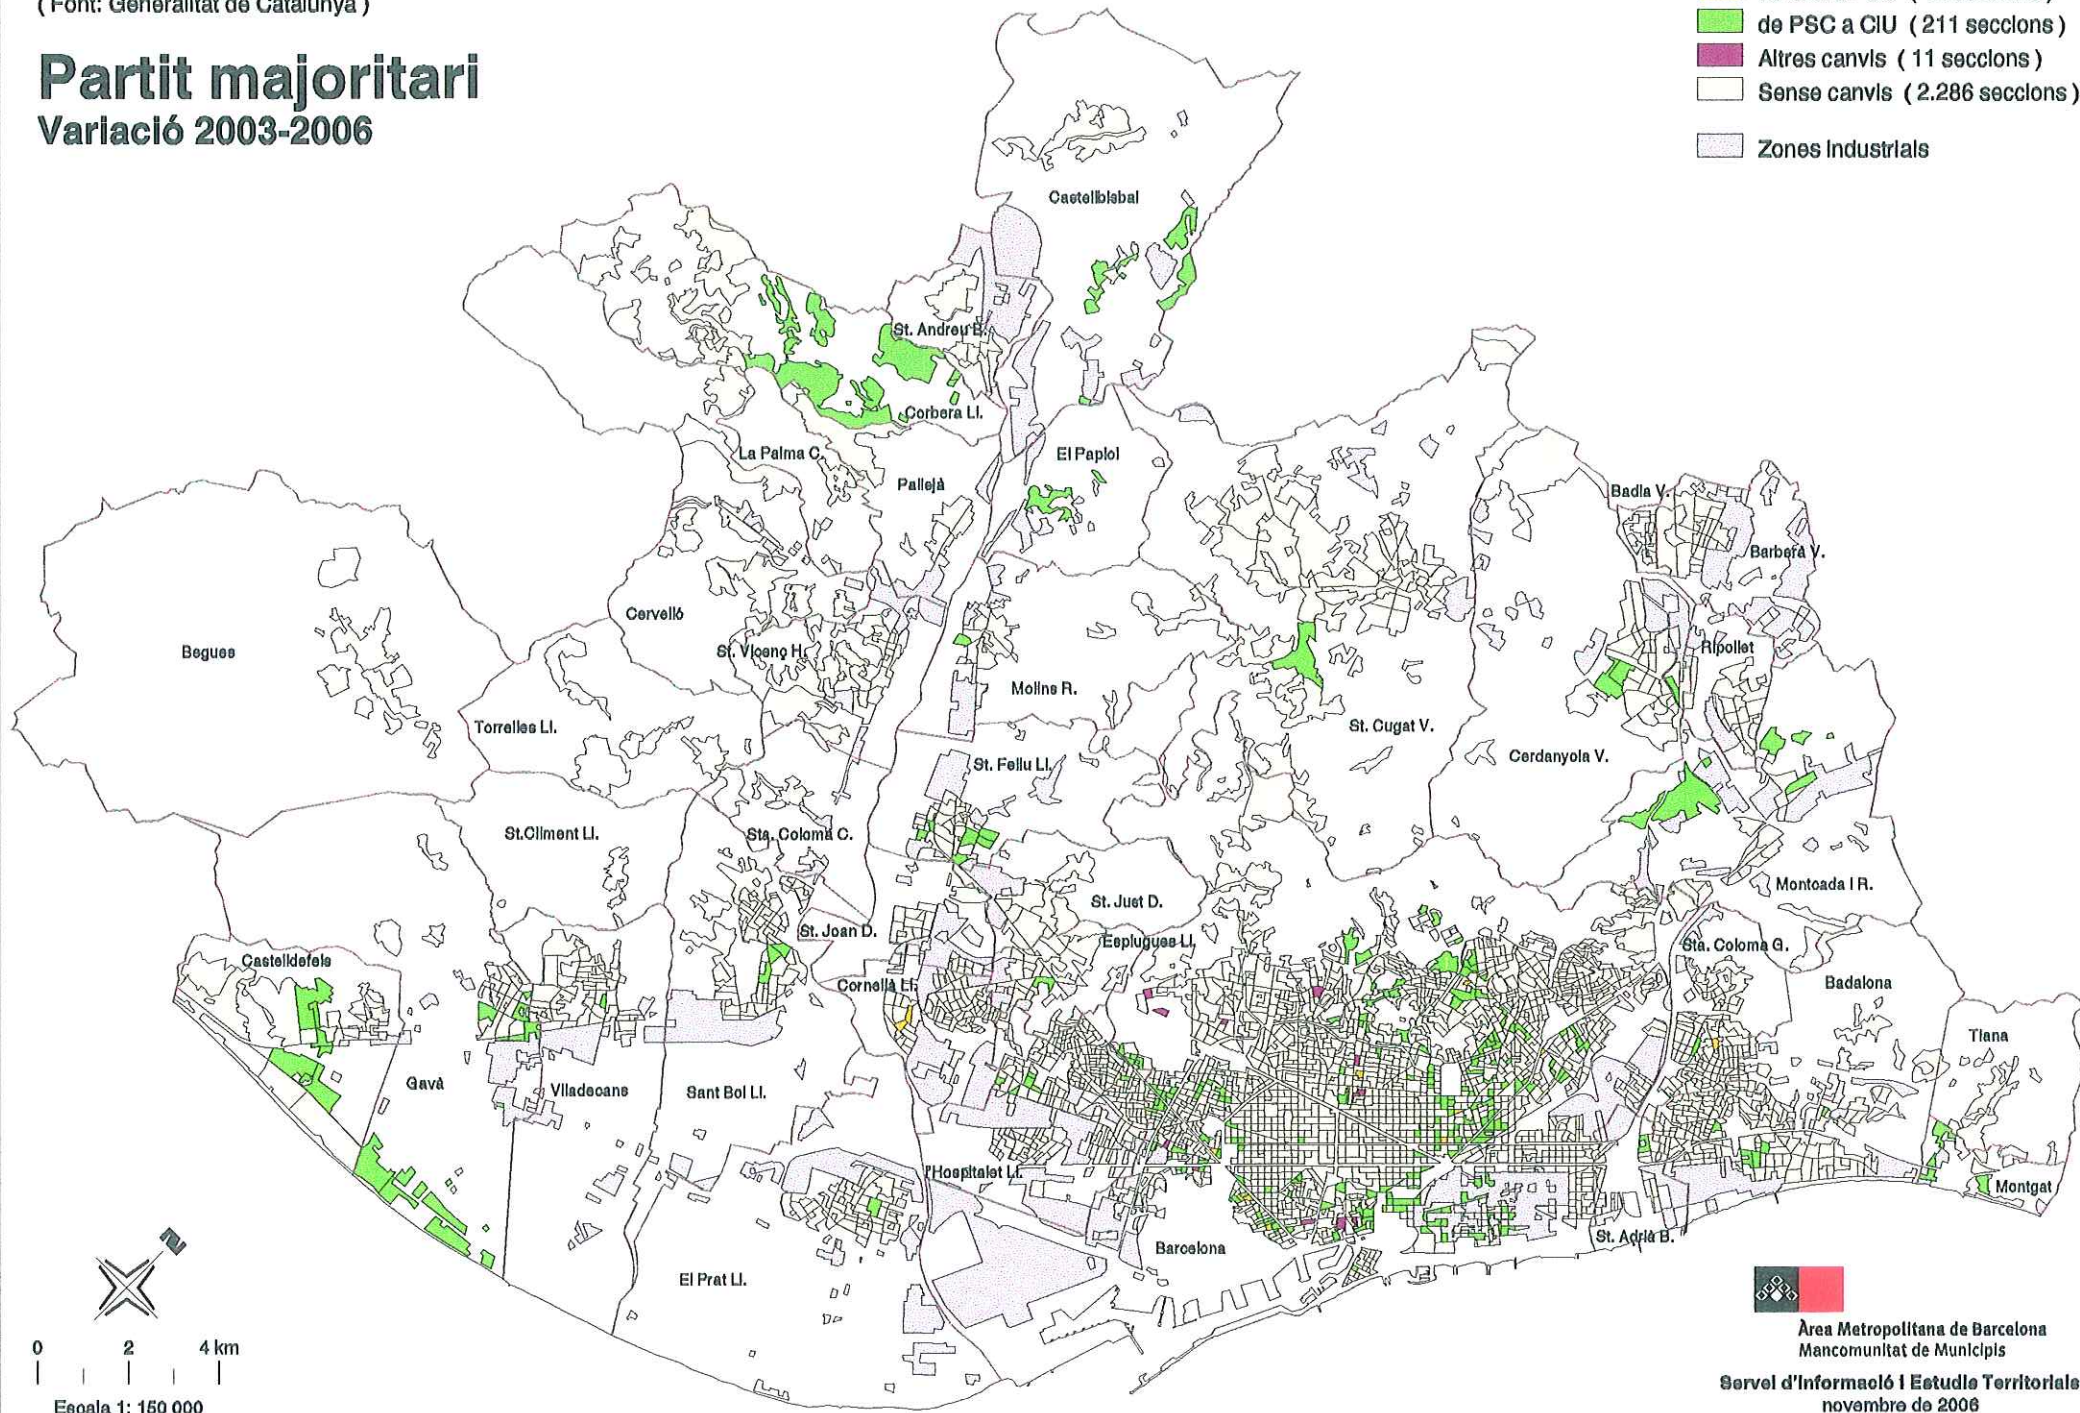 ( Font: Generalitat de Catalunya )
Partit majoritari
Variació 2003-2006
de PSC a CIU ( 211 seccions )
Altres canvis ( 11 seccions )
Sense canvis ( 2.286 seccions )
Zones Industrials
Castellbisbal
St. Andreu B.
Corbera Ll.
La Palma C.
Pallejà
El Papiol
Badia V.
Barberà V.
Cervelló
Begues
St. Vicenç H.
Ripollet
Molins R.
Torrelles Ll.
St. Cugat V.
Cerdanyola V.
St. Feliu Ll.
St.Climent Ll.
Sta. Coloma C.
Montcada I R.
St. Just D.
St. Joan D.
Esplugues Ll.
Sta. Coloma G.
Castelldefels
Cornellà Ll.
Badalona
Tiana
Gavà
Viladecans
Sant Boi Ll.
l'Hospitalet Ll.
Montgat
St. Adrià B.
Barcelona
El Prat Ll.
N
0 2 4 km
Escala 1: 150 000
Àrea Metropolitana de Barcelona
Mancomunitat de Municipis
Servei d'Informació i Estudis Territorials
novembre de 2006